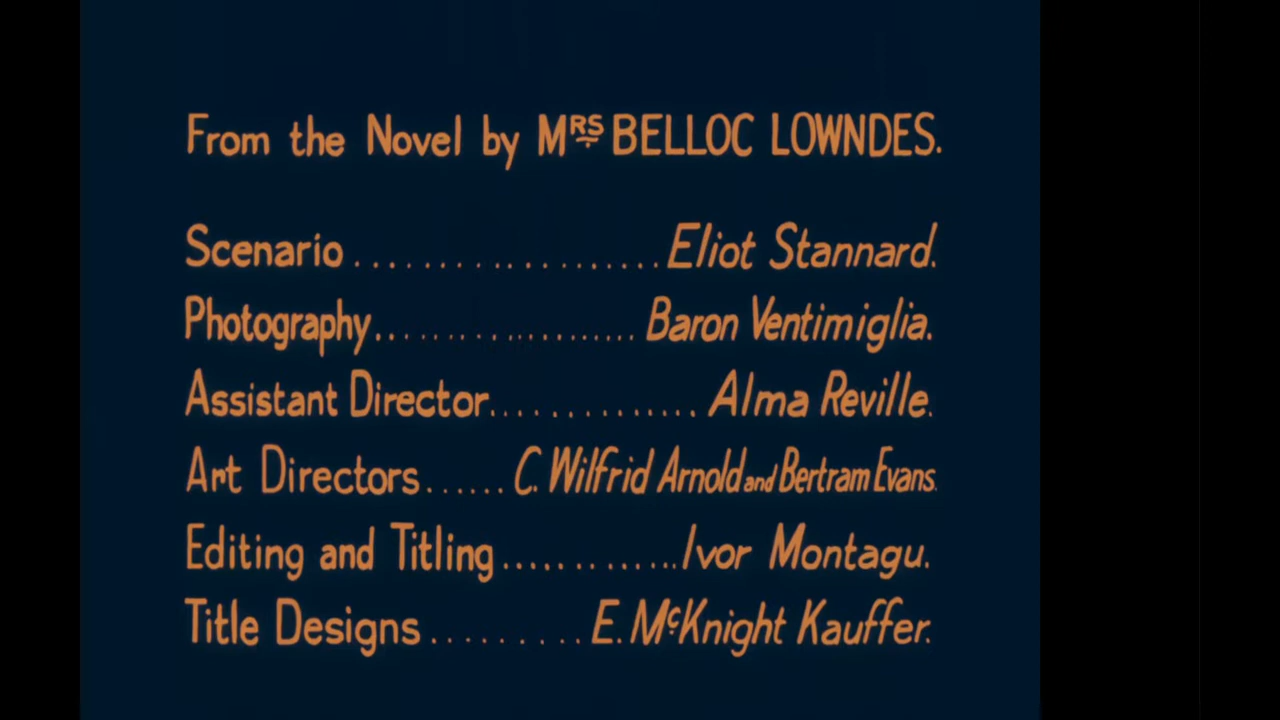 From the Novel by MRS BELLOC LOWNDES.
Scenario . . . . . . . . . . . . . . . . . . . . . Eliot Stannard.
Photography . . . . . . . . . . . . . . . . . . . Baron Ventimiglia.
Assistant Director . . . . . . . . . . . . . . Alma Reville.
Art Directors . . . . . . C. Wilfrid Arnold and Bertram Evans.
Editing and Titling . . . . . . . . . . . . . Ivor Montagu.
Title Designs . . . . . . . . . E. McKnight Kauffer.